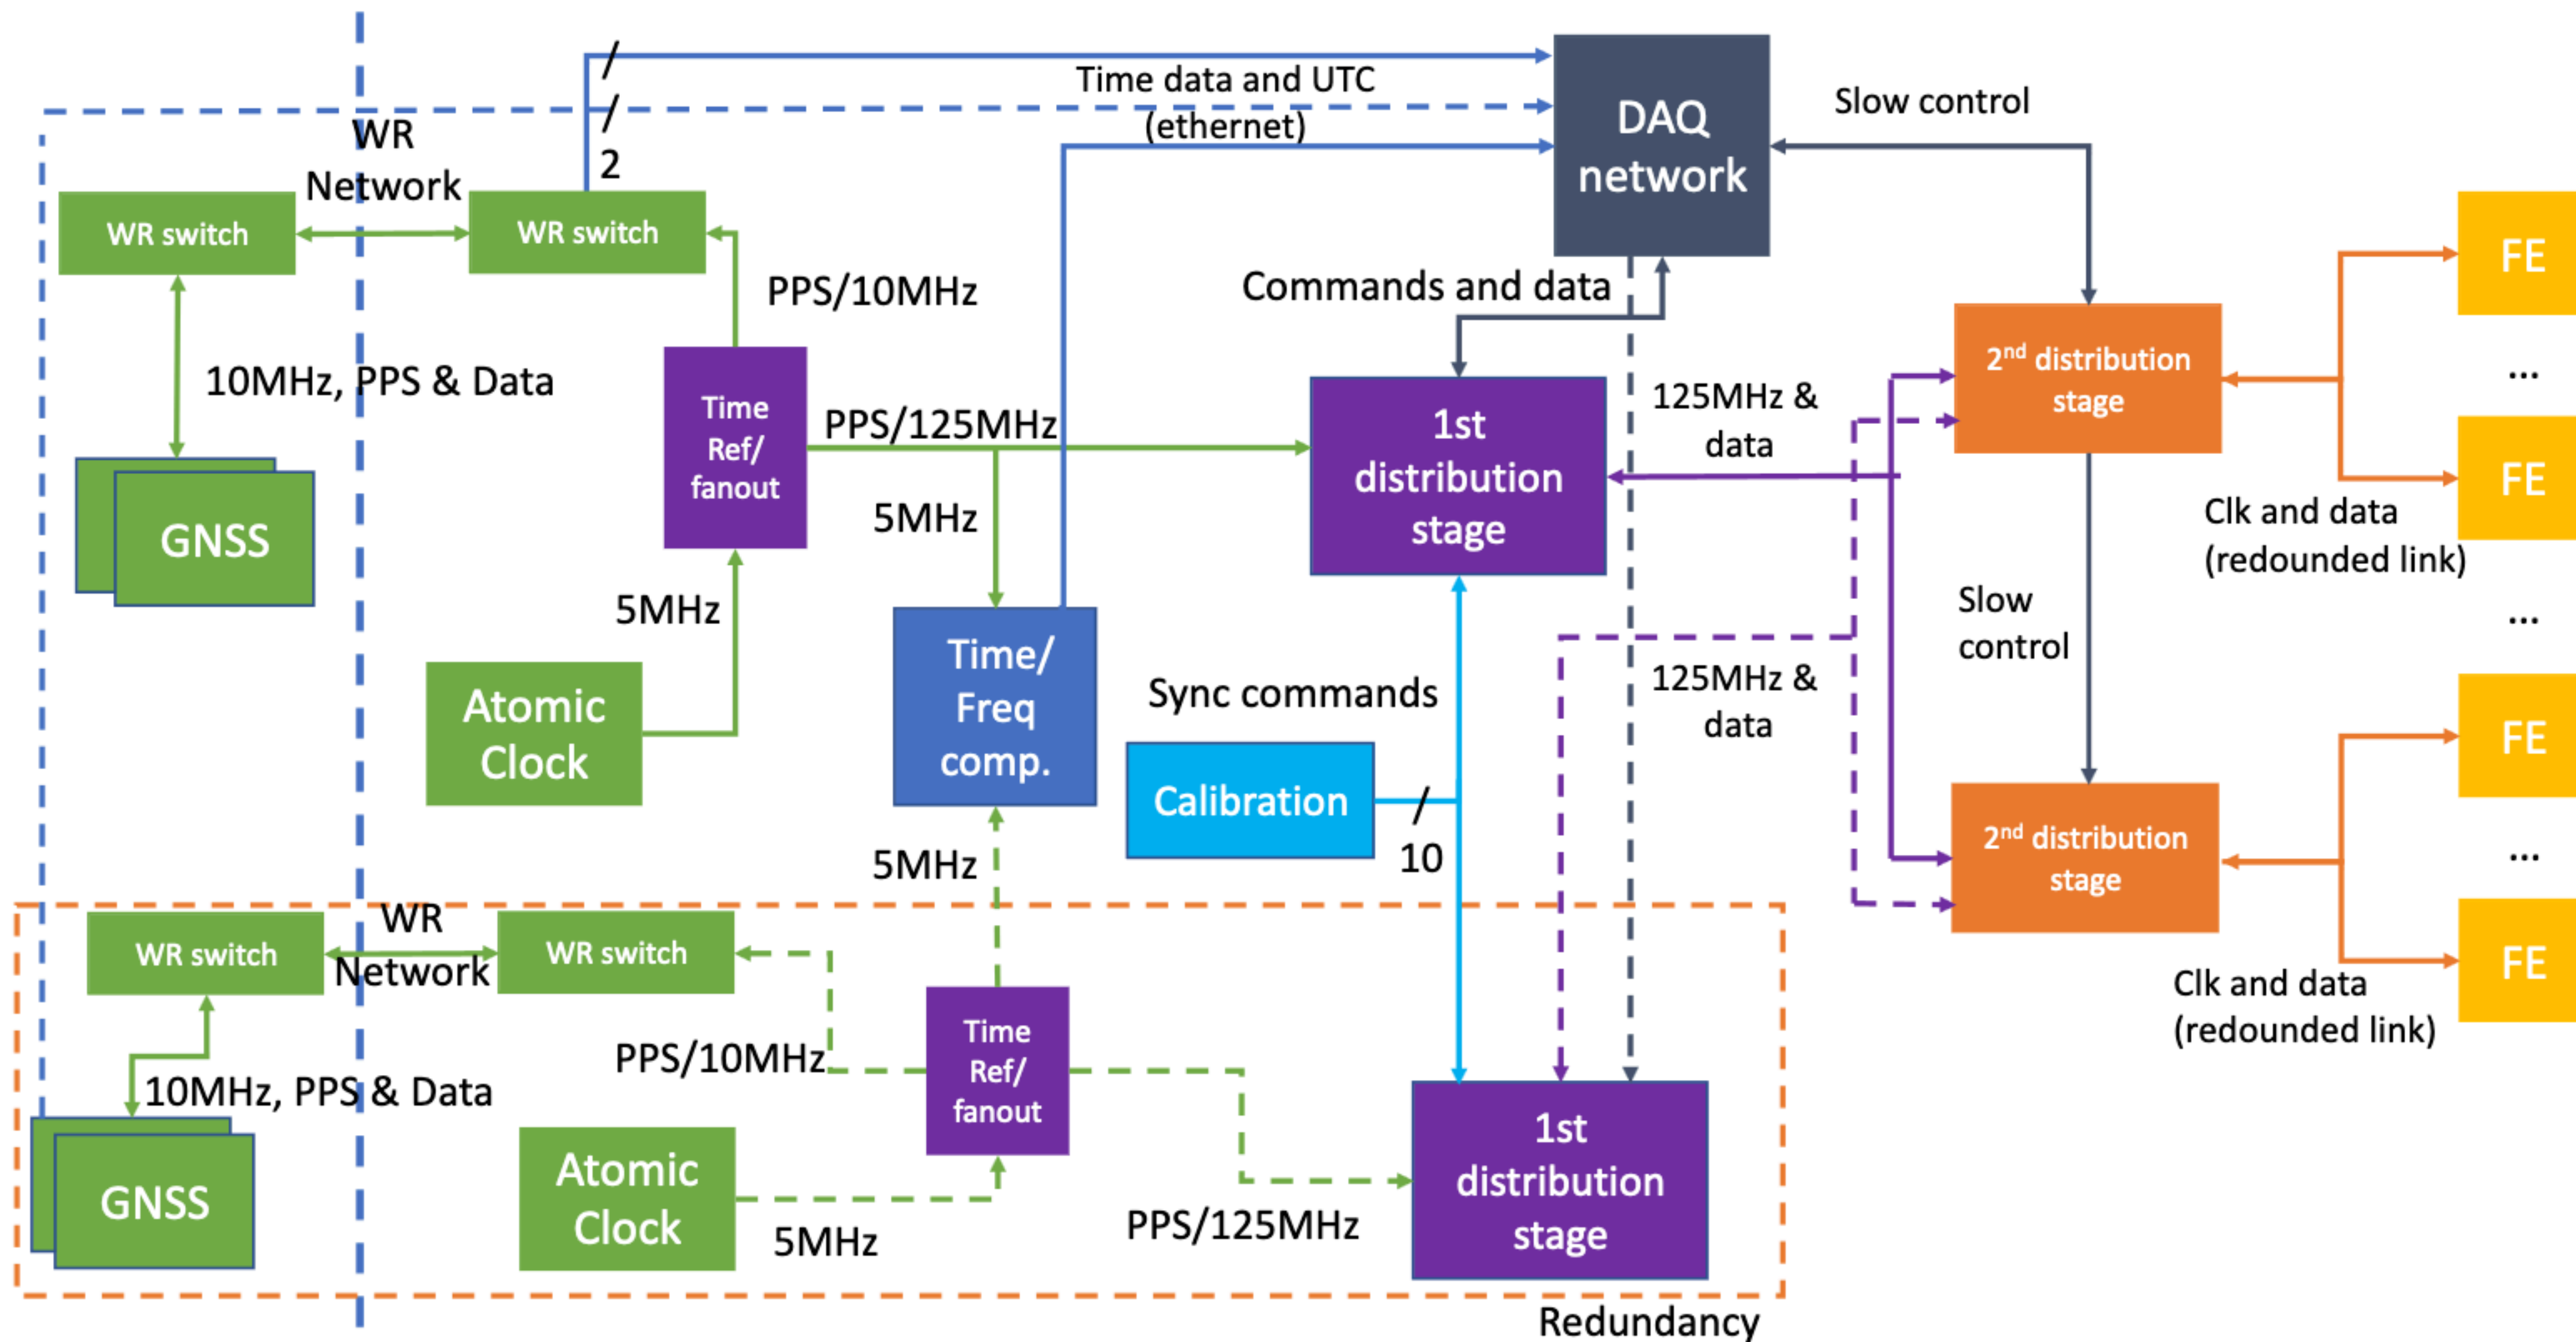 Time data and UTC
(ethernet)
DAQ
network
Slow control
WR
Network
2
WR switch
WR switch
FE
PPS/10MHz
Commands and data
10MHz, PPS & Data
Time
Ref/
fanout
PPS/125MHz
1st
distribution
stage
125MHz &
data
2nd distribution
stage
...
FE
GNSS
5MHz
5MHz
Clk and data
(redounded link)
Atomic
Clock
Time/
Freq
comp.
Sync commands
125MHz &
data
Slow
control
...
FE
Calibration
10
2nd distribution
stage
...
5MHz
WR
Network
WR switch
WR switch
FE
Clk and data
(redounded link)
PPS/10MHz
Time
Ref/
fanout
10MHz, PPS & Data
GNSS
Atomic
Clock
5MHz
PPS/125MHz
1st
distribution
stage
Redundancy